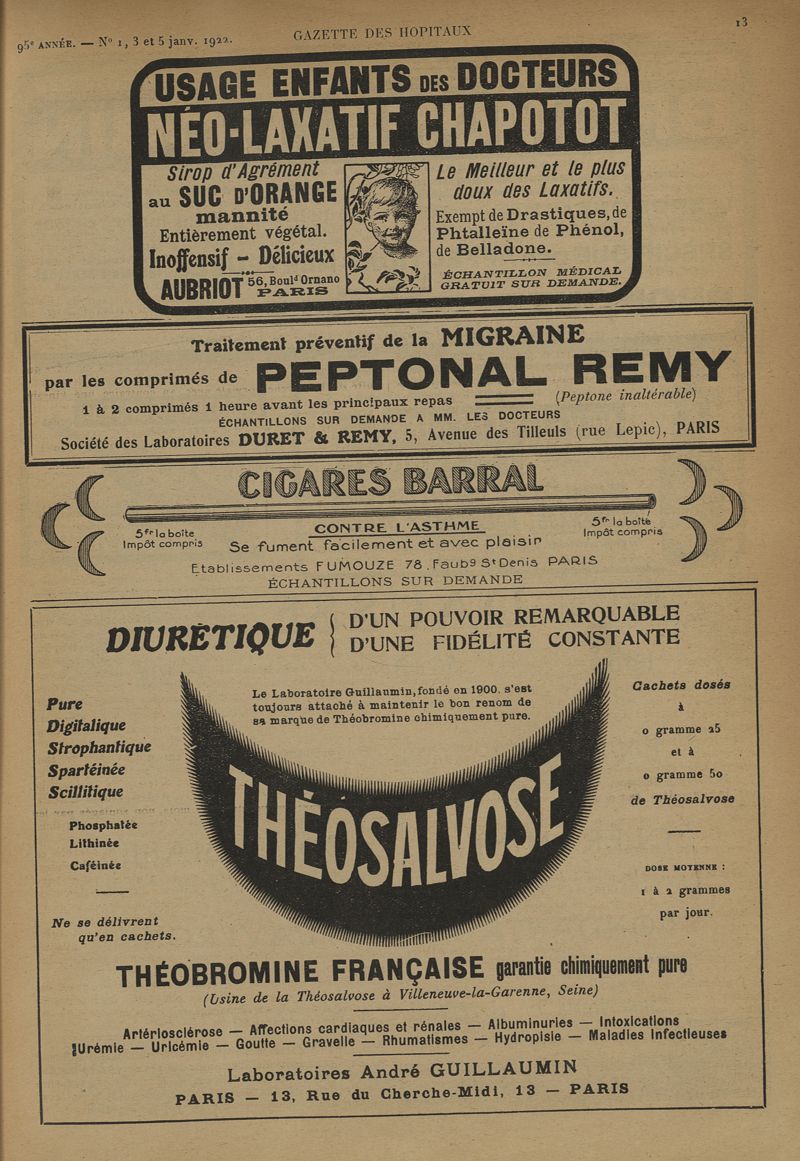 95e ANNÉE. — No 1, 3 et 5 janv. 1922.
GAZETTE DES HOPITAUX
13
USAGE ENFANTS DES DOCTEURS
NÉO-LAXATIF CHAPOTOT
Sirop d'Agrément
au SUC D'ORANGE
mannité
Entièrement végétal.
Inoffensif - Délicieux
AUBRIOT 56, Bould Ornano
PARIS
Le Meilleur et le plus
doux des Laxatifs.
Exempt de Drastiques, de
Phtalleïne de Phénol,
de Belladone.
ÉCHANTILLON MÉDICAL
GRATUIT SUR DEMANDE.
Traitement préventif de la MIGRAINE
par les comprimés de PEPTONAL REMY
1 à 2 comprimés 1 heure avant les principaux repas
(Peptone inaltérable)
ÉCHANTILLONS SUR DEMANDE A MM. LES DOCTEURS
Société des Laboratoires DURET & REMY, 5, Avenue des Tilleuls (rue Lepic), PARIS
CIGARES BARRAL
5fr la boîte
Impôt compris
CONTRE L'ASTHME
Se fument facilement et avec plaisir
5fr la boîte
Impôt compris
Etablissements FUMOUZE 78. Faubg St Denis PARIS
ÉCHANTILLONS SUR DEMANDE
DIURÉTIQUE
D'UN POUVOIR REMARQUABLE
D'UNE FIDÉLITÉ CONSTANTE
Le Laboratoire Guillaumin, fondé en 1900, s'est
toujours attaché à maintenir le bon renom de
sa marque de Théobromine chimiquement pure.
Pure
Digitalique
Strophantique
Spartéinée
Scillitique
Phosphatée
Lithinée
Caféinée
Ne se délivrent
qu'en cachets.
THÉOSALVOSE
Cachets dosés
à
0 gramme 25
et à
0 gramme 50
de Théosalvose
DOSE MOYENNE :
1 à 2 grammes
par jour.
THÉOBROMINE FRANÇAISE garantie chimiquement pure
(Usine de la Théosalvose à Villeneuve-la-Garenne, Seine)
Artériosclérose — Affections cardiaques et rénales — Albuminuries — Intoxications
Urémie — Uricémie — Goutte — Gravelle — Rhumatismes — Hydropisie — Maladies Infectieuses
Laboratoires André GUILLAUMIN
PARIS — 13, Rue du Cherche-Midi, 13 — PARIS